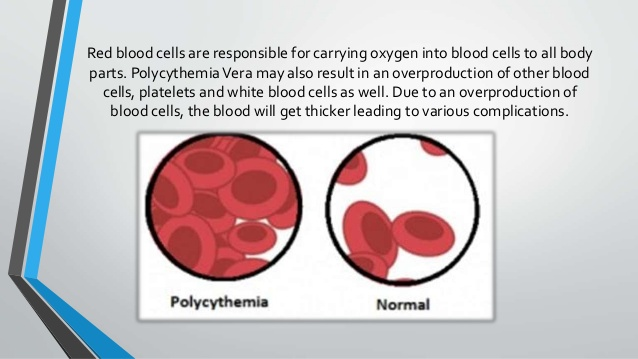 Red blood cells are responsible for carrying oxygen into blood cells to all body
parts. Polycythemia Vera may also result in an overproduction of other blood
cells, platelets and white blood cells as well. Due to an overproduction of
blood cells, the blood will get thicker leading to various complications.
Polycythemia
Normal